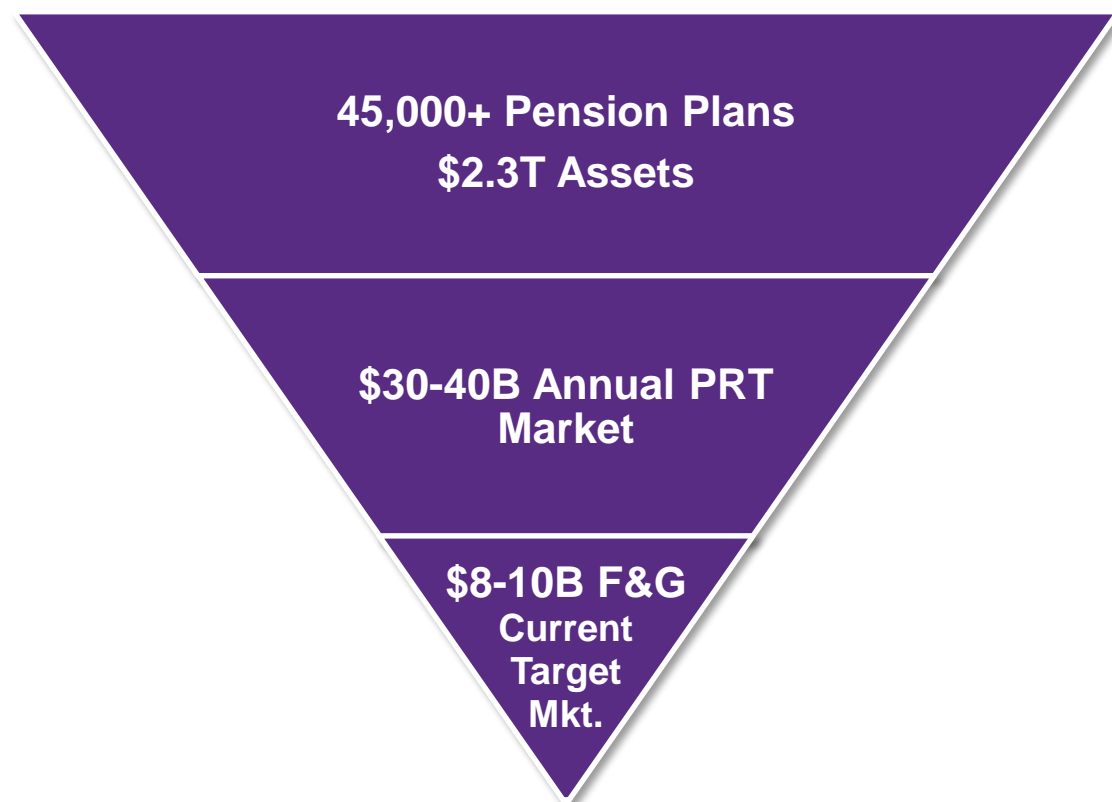 45,000+ Pension Plans
$2.3T Assets
$30-40B Annual PRT
Market
$8-10B F&G
Current
Target
Mkt.